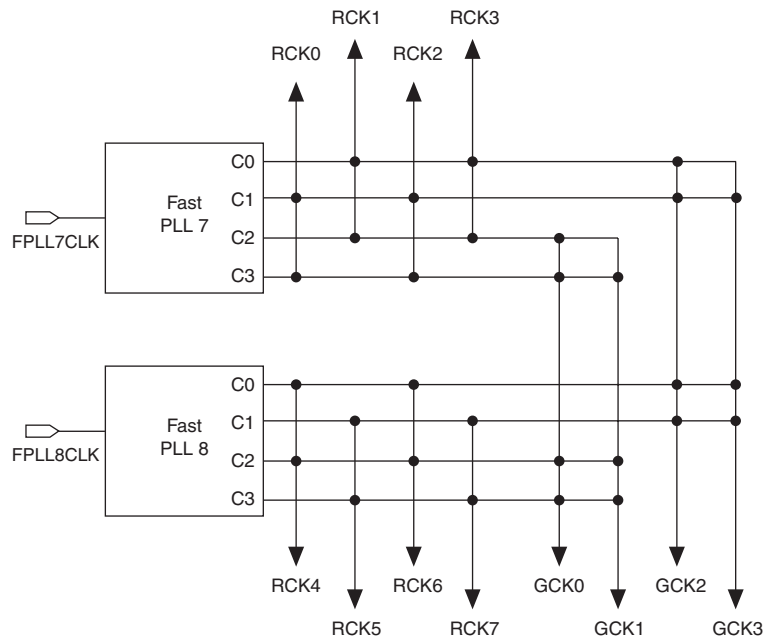 RCK1 RCK3
RCK0 RCK2
C0
C1
Fast
PLL 7
C2
C3
FPLL7CLK
C0
C1
Fast
PLL 8
C2
C3
FPLL8CLK
RCK4 RCK6 GCK0 GCK2
RCK5 RCK7 GCK1 GCK3